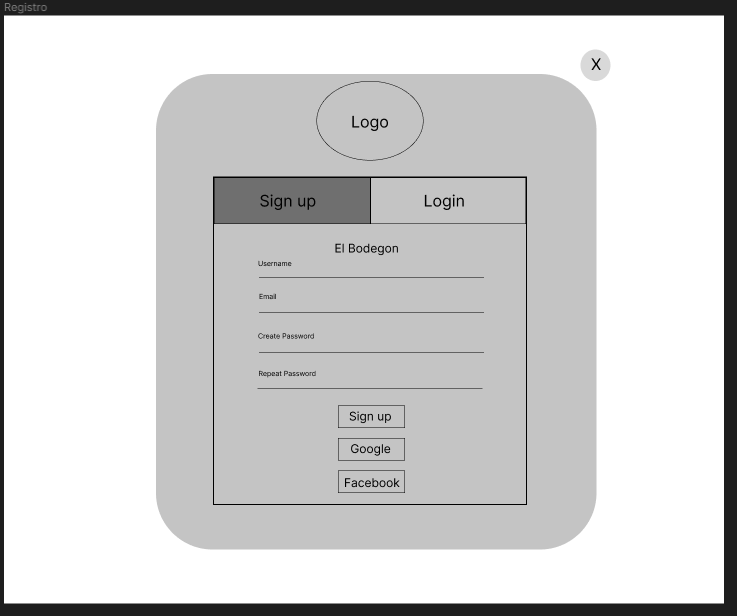 Registro
X
Logo
Sign up
Login
El Bodegon
Username
Email
Create Password
Repeat Password
Sign up
Google
Facebook